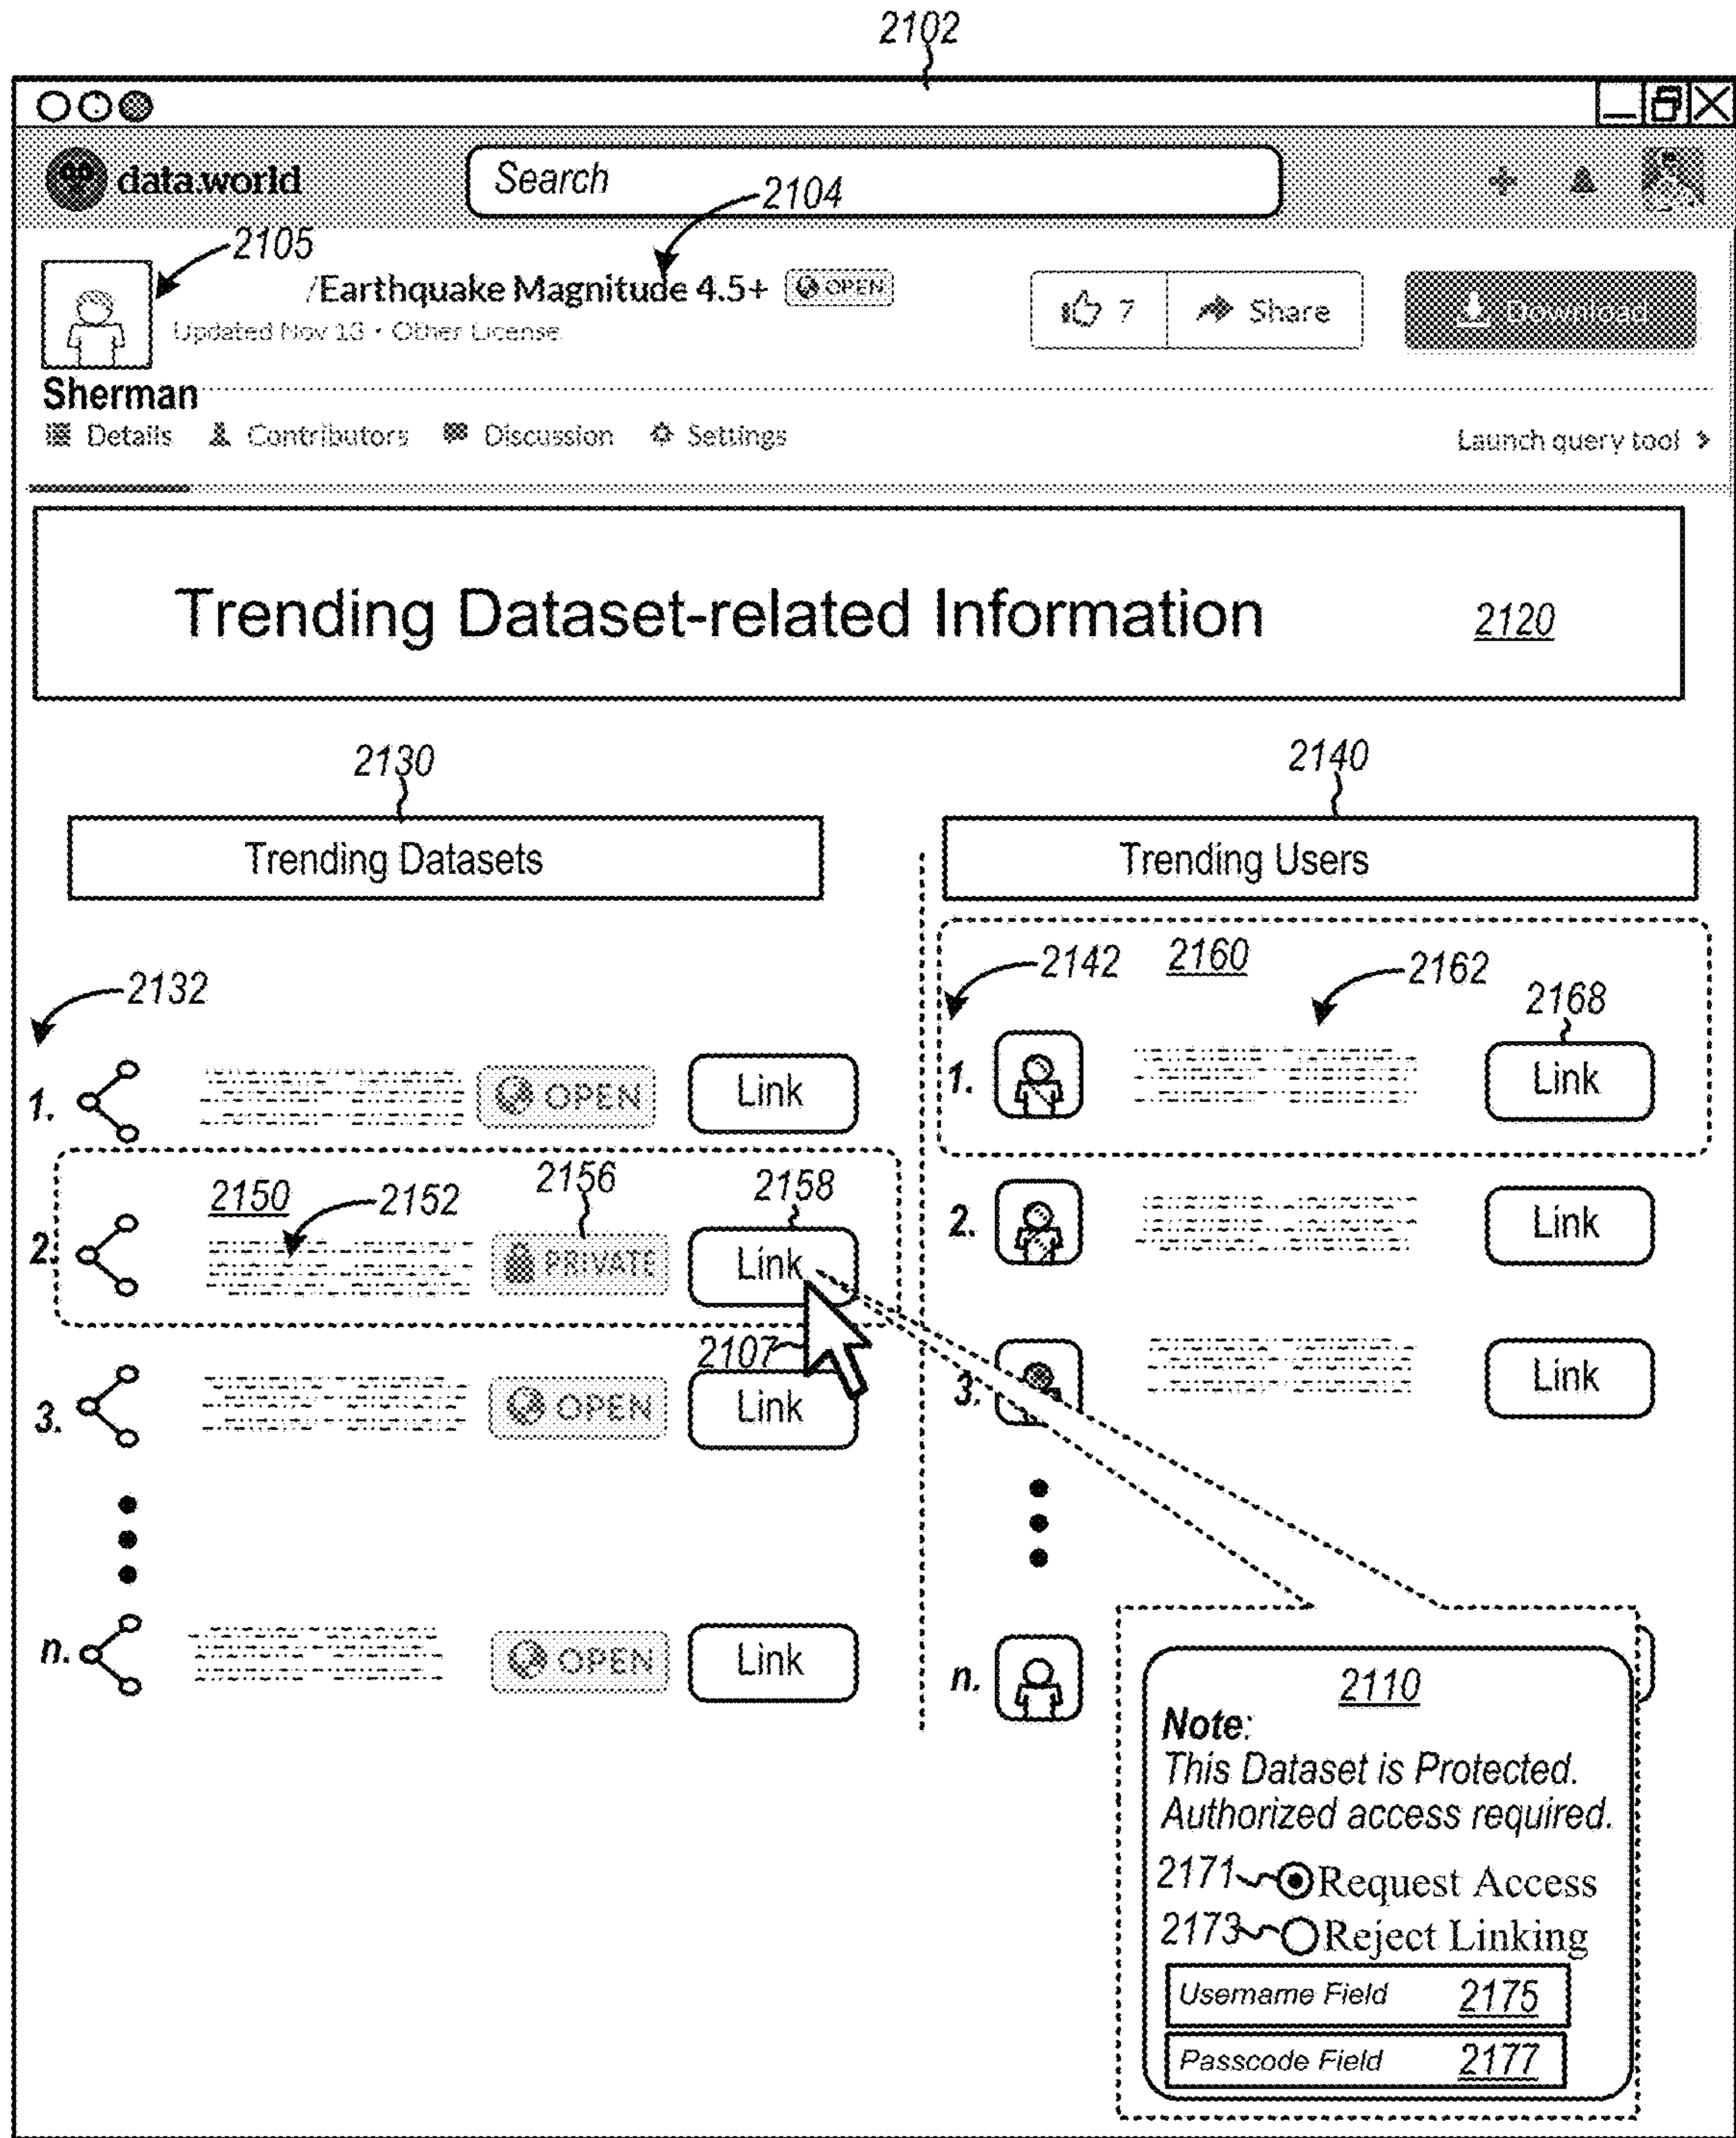 2102
data.world
Search
2104
2105
/Earthquake Magnitude 4.5+ OPEN
7 Share Download
Updated Nov 13 • Other License
Sherman
Details Contributors Discussion Settings
Launch query tool >
Trending Dataset-related Information 2120
2130
2140
Trending Datasets
Trending Users
2132
2142 2160 2162
2168
1. OPEN Link
1. Link
2150 2152 2156 2158
2. PRIVATE Link
2. Link
2107
3. OPEN Link
3. Link
n. OPEN Link
n.
2110
Note:
This Dataset is Protected.
Authorized access required.
2171 Request Access
2173 Reject Linking
Username Field 2175
Passcode Field 2177